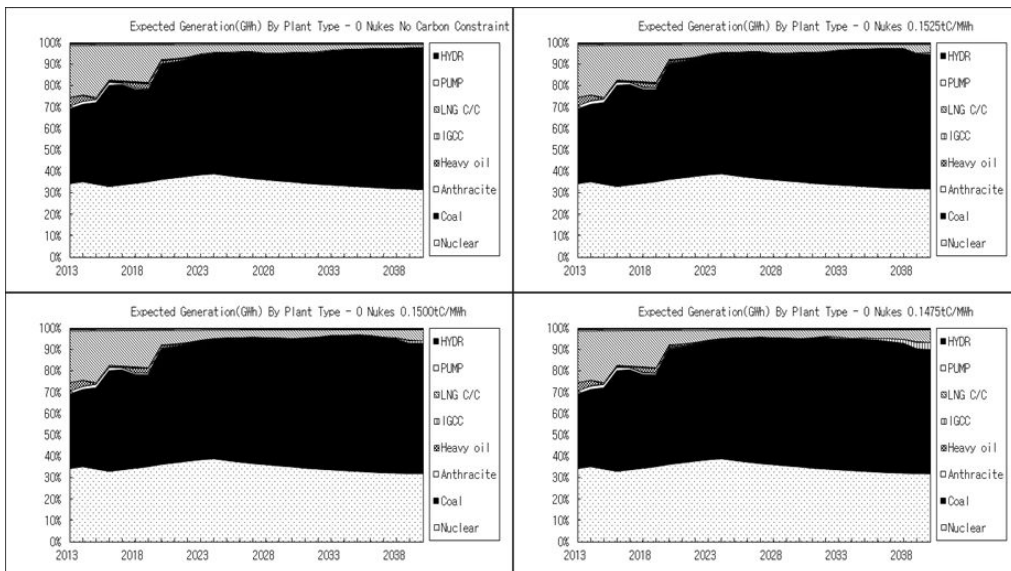 Expected Generation(GWh) By Plant Type - 0 Nukes No Carbon Constraint
100%
90%
80%
70%
60%
50%
40%
30%
20%
10%
0%
2013 2018 2023 2028 2033 2038
HYDR
PUMP
LNG C/C
IGCC
Heavy oil
Anthracite
Coal
Nuclear
Expected Generation(GWh) By Plant Type - 0 Nukes 0.1525tC/MWh
100%
90%
80%
70%
60%
50%
40%
30%
20%
10%
0%
2013 2018 2023 2028 2033 2038
HYDR
PUMP
LNG C/C
IGCC
Heavy oil
Anthracite
Coal
Nuclear
Expected Generation(GWh) By Plant Type - 0 Nukes 0.1500tC/MWh
100%
90%
80%
70%
60%
50%
40%
30%
20%
10%
0%
2013 2018 2023 2028 2033 2038
HYDR
PUMP
LNG C/C
IGCC
Heavy oil
Anthracite
Coal
Nuclear
Expected Generation(GWh) By Plant Type - 0 Nukes 0.1475tC/MWh
100%
90%
80%
70%
60%
50%
40%
30%
20%
10%
0%
2013 2018 2023 2028 2033 2038
HYDR
PUMP
LNG C/C
IGCC
Heavy oil
Anthracite
Coal
Nuclear